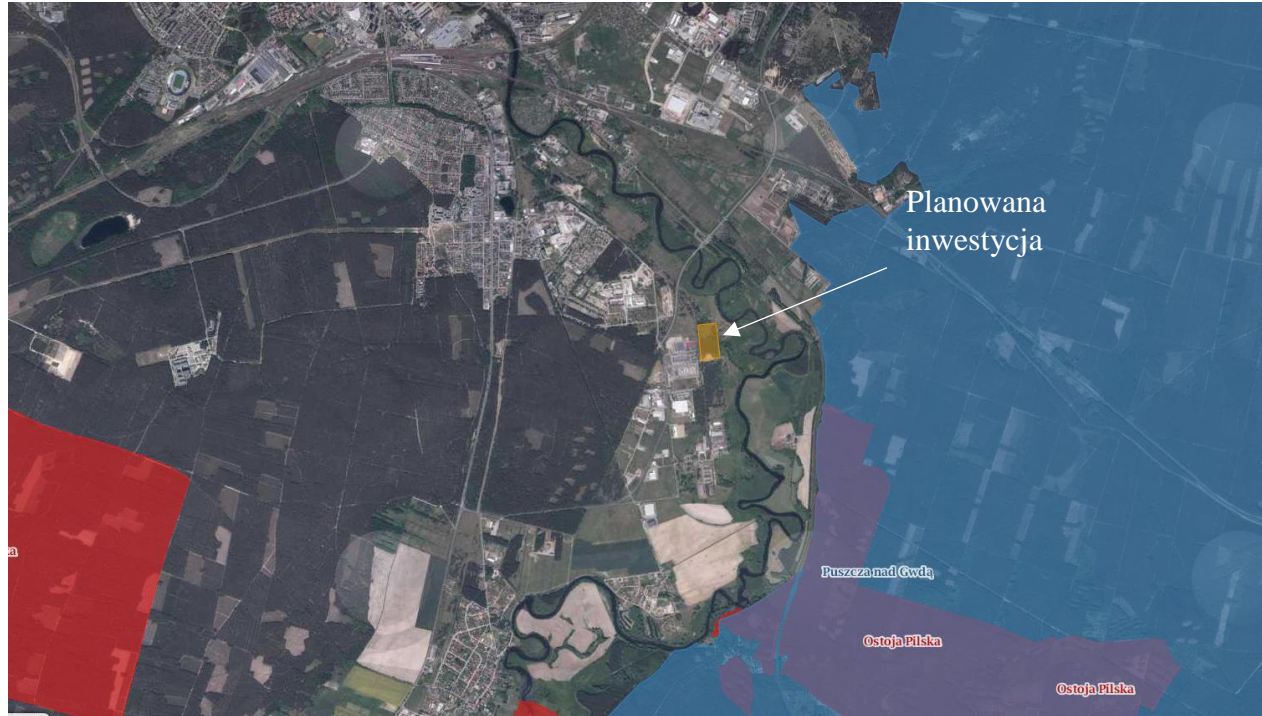 Planowana
inwestycja
Puszcza nad Gwdą
Ostoja Pilska
Ostoja Pilska